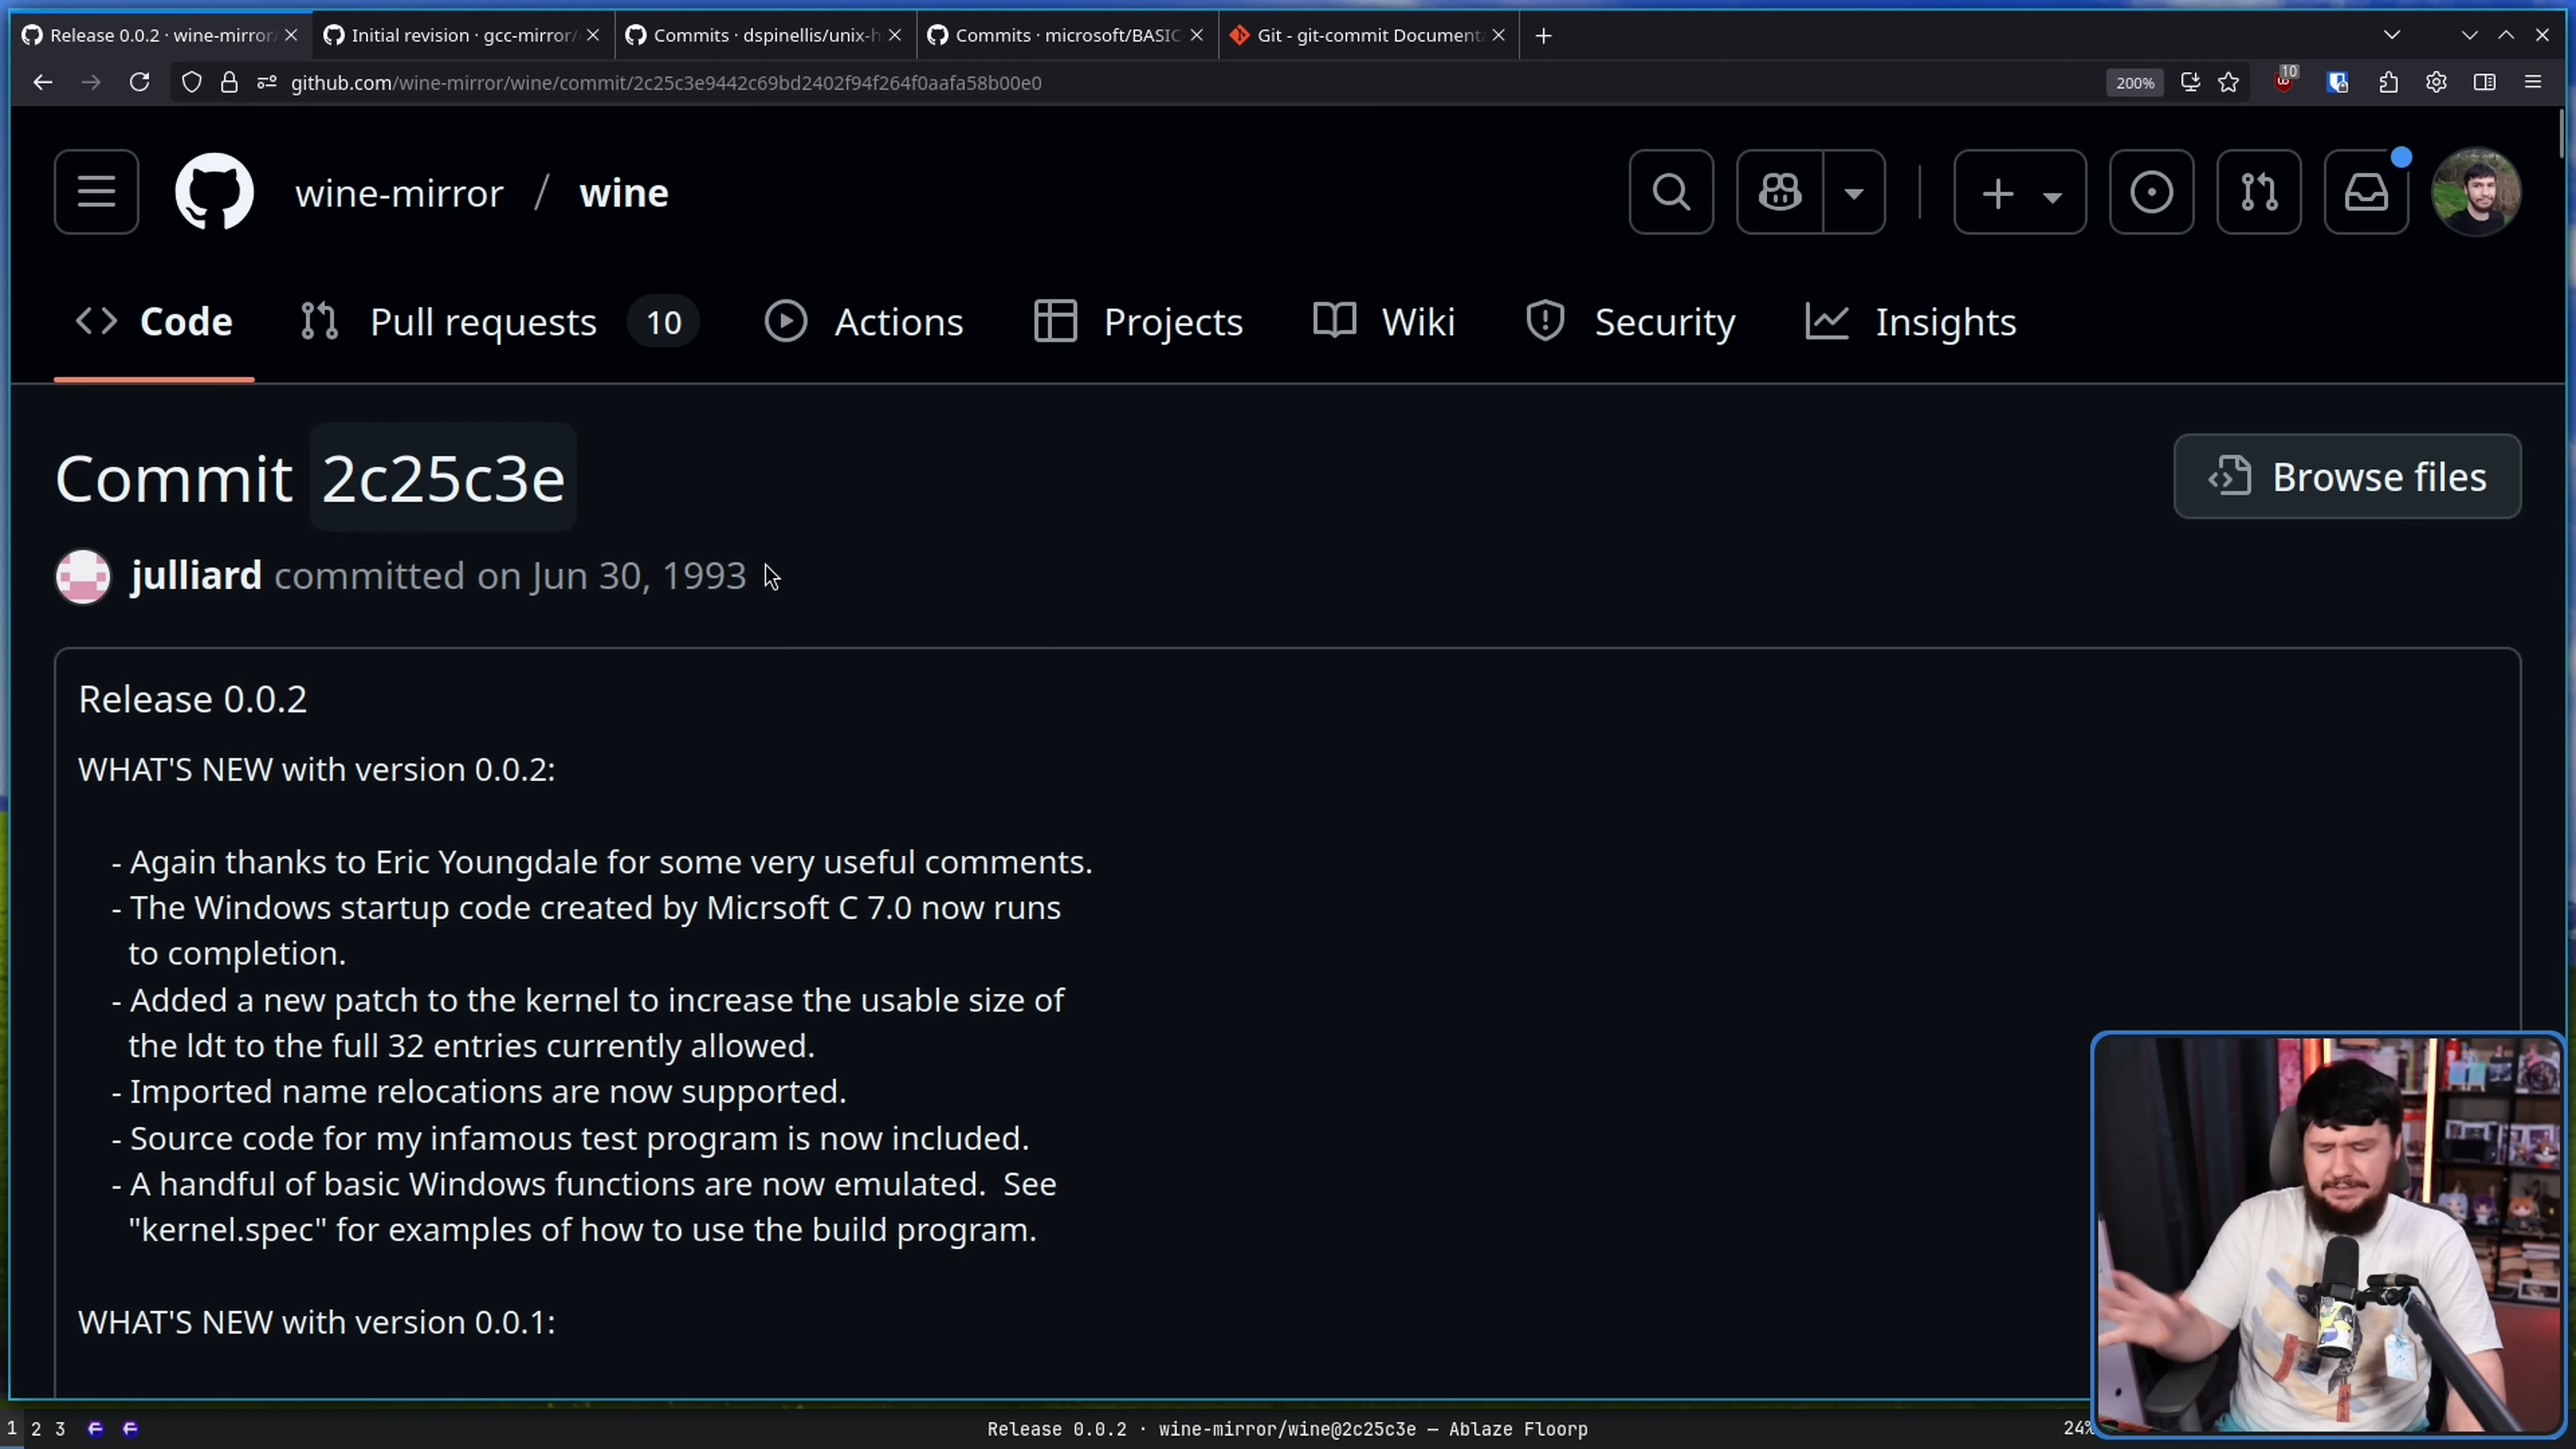 Release 0.0.2 · wine-mirror/
Initial revision · gcc-mirror/
Commits · dspinellis/unix-h
Commits · microsoft/BASIC
Git - git-commit Document
github.com/wine-mirror/wine/commit/2c25c3e9442c69bd2402f94f264f0aafa58b00e0
200%
10
wine-mirror / wine
Code
Pull requests 10
Actions
Projects
Wiki
Security
Insights
Commit 2c25c3e
Browse files
julliard committed on Jun 30, 1993
Release 0.0.2
WHAT'S NEW with version 0.0.2:
- Again thanks to Eric Youngdale for some very useful comments.
- The Windows startup code created by Micrsoft C 7.0 now runs
to completion.
- Added a new patch to the kernel to increase the usable size of
the ldt to the full 32 entries currently allowed.
- Imported name relocations are now supported.
- Source code for my infamous test program is now included.
- A handful of basic Windows functions are now emulated.  See
"kernel.spec" for examples of how to use the build program.
WHAT'S NEW with version 0.0.1:
1 2 3
Release 0.0.2 · wine-mirror/wine@2c25c3e — Ablaze Floorp
24%